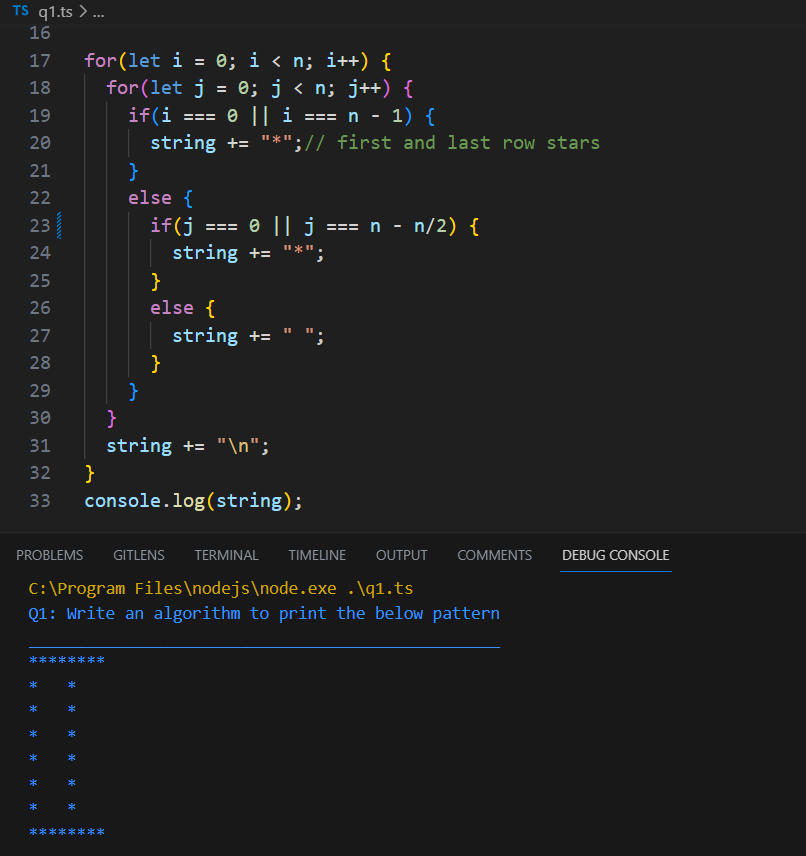 TS q1.ts > ...
16
17 for(let i = 0; i < n; i++) {
18 for(let j = 0; j < n; j++) {
19 if(i === 0 || i === n - 1) {
20 string += "*";// first and last row stars
21 }
22 else {
23 if(j === 0 || j === n - n/2) {
24 string += "*";
25 }
26 else {
27 string += " ";
28 }
29 }
30 }
31 string += "\n";
32 }
33 console.log(string);
PROBLEMS GITLENS TERMINAL TIMELINE OUTPUT COMMENTS DEBUG CONSOLE
C:\Program Files\nodejs\node.exe .\q1.ts
Q1: Write an algorithm to print the below pattern
********
*   *
*   *
*   *
*   *
*   *
*   *
********